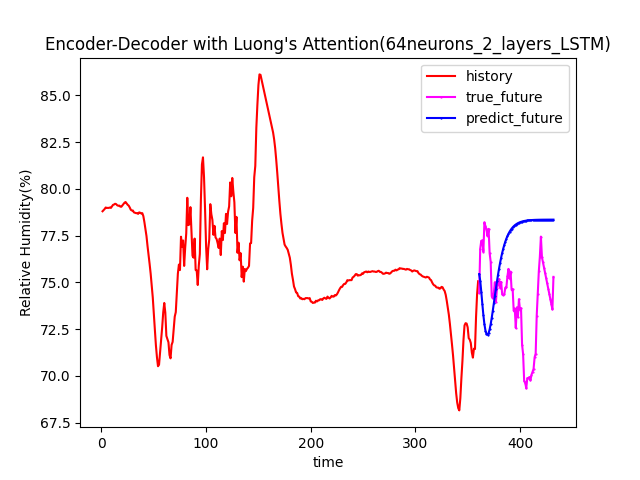 Encoder-Decoder with Luong's Attention(64neurons_2_layers_LSTM)
history
true_future
predict_future
Relative Humidity(%)
85.0
82.5
80.0
77.5
75.0
72.5
70.0
67.5
0 100 200 300 400
time